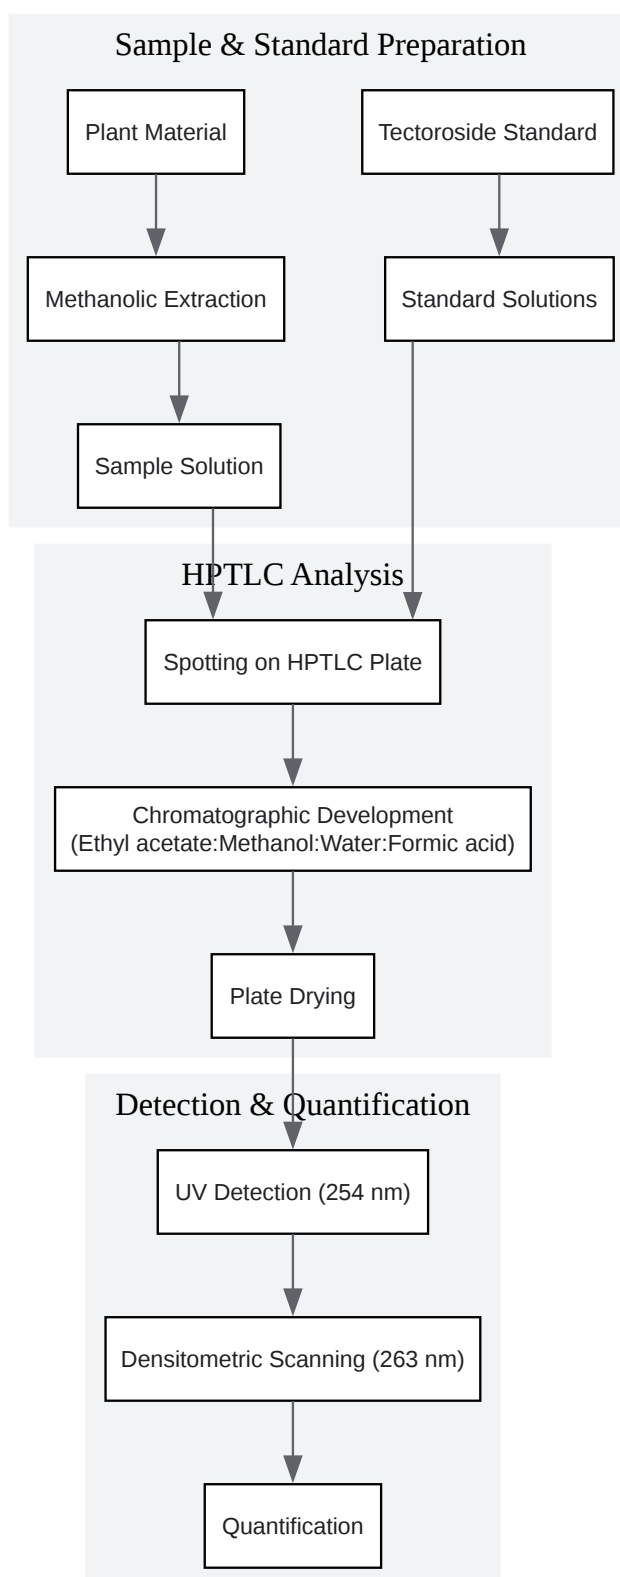 Sample & Standard Preparation
Plant Material
Tectoroside Standard
Methanolic Extraction
Standard Solutions
Sample Solution
HPTLC Analysis
Spotting on HPTLC Plate
Chromatographic Development
(Ethyl acetate:Methanol:Water:Formic acid)
Plate Drying
Detection & Quantification
UV Detection (254 nm)
Densitometric Scanning (263 nm)
Quantification